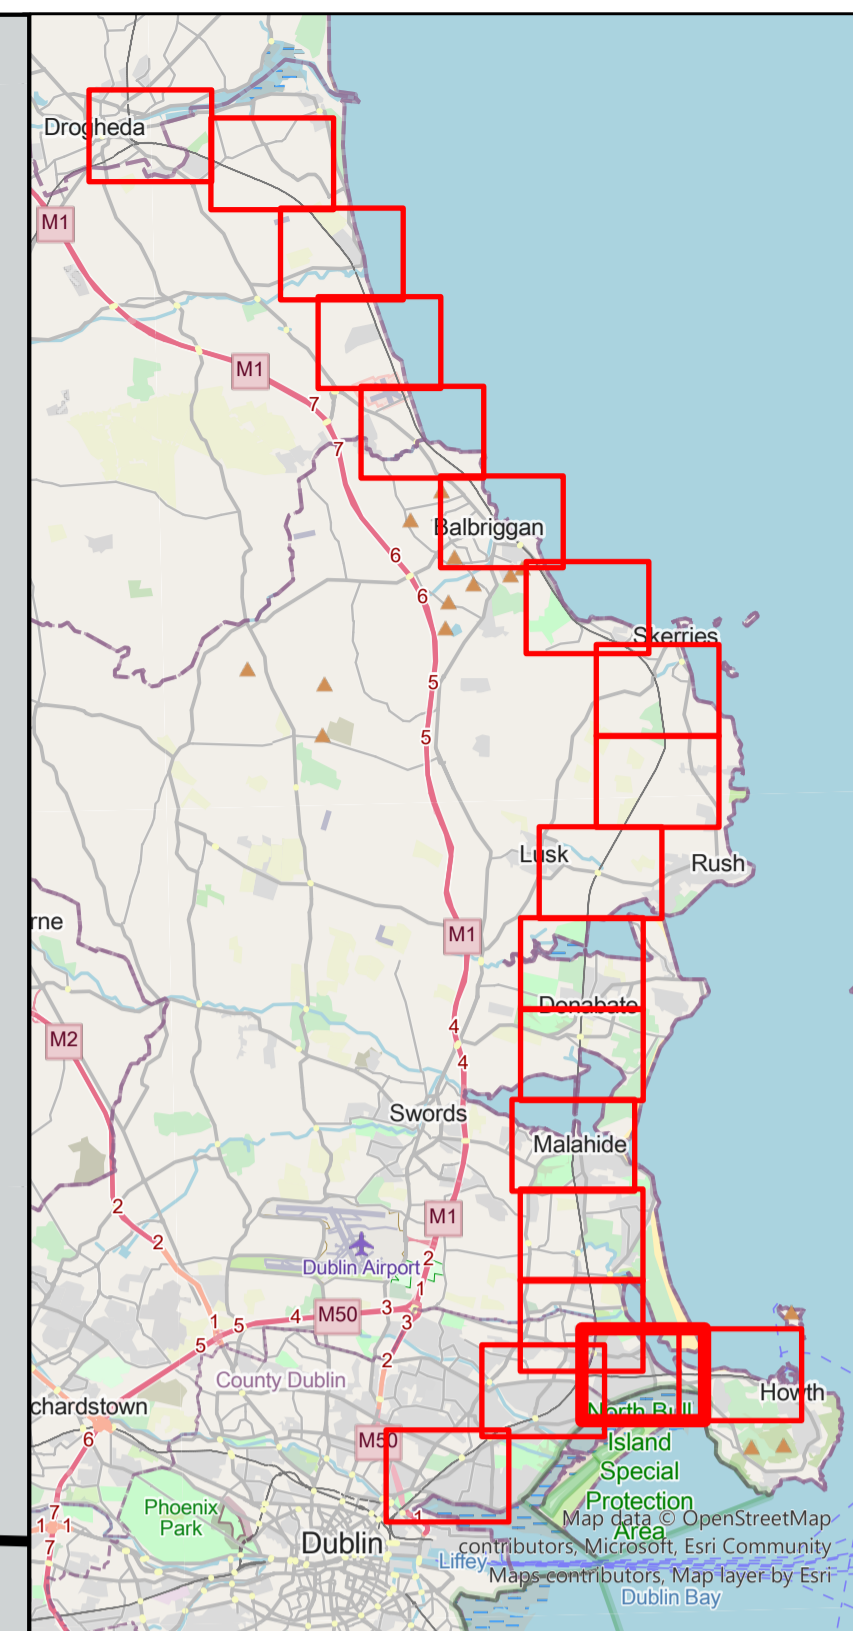 Drogheda
M1
M1
7
7
Balbriggan
6
6
Skerries
5
5
Lusk
Rush
rne
M1
Donabate
M2
4
4
Swords
Malahide
2
M1
2
Dublin Airport
2
1
M50
3
4
5
1
3
5
2
County Dublin
Howth
chardstown
North Bull
Island
Special
Protection
Area
6
M50
Phoenix
Park
7
1
1
7
1
Dublin
Liffey
Map data © OpenStreetMap
contributors, Microsoft, Esri Community
Maps contributors, Map layer by Esri
Dublin Bay